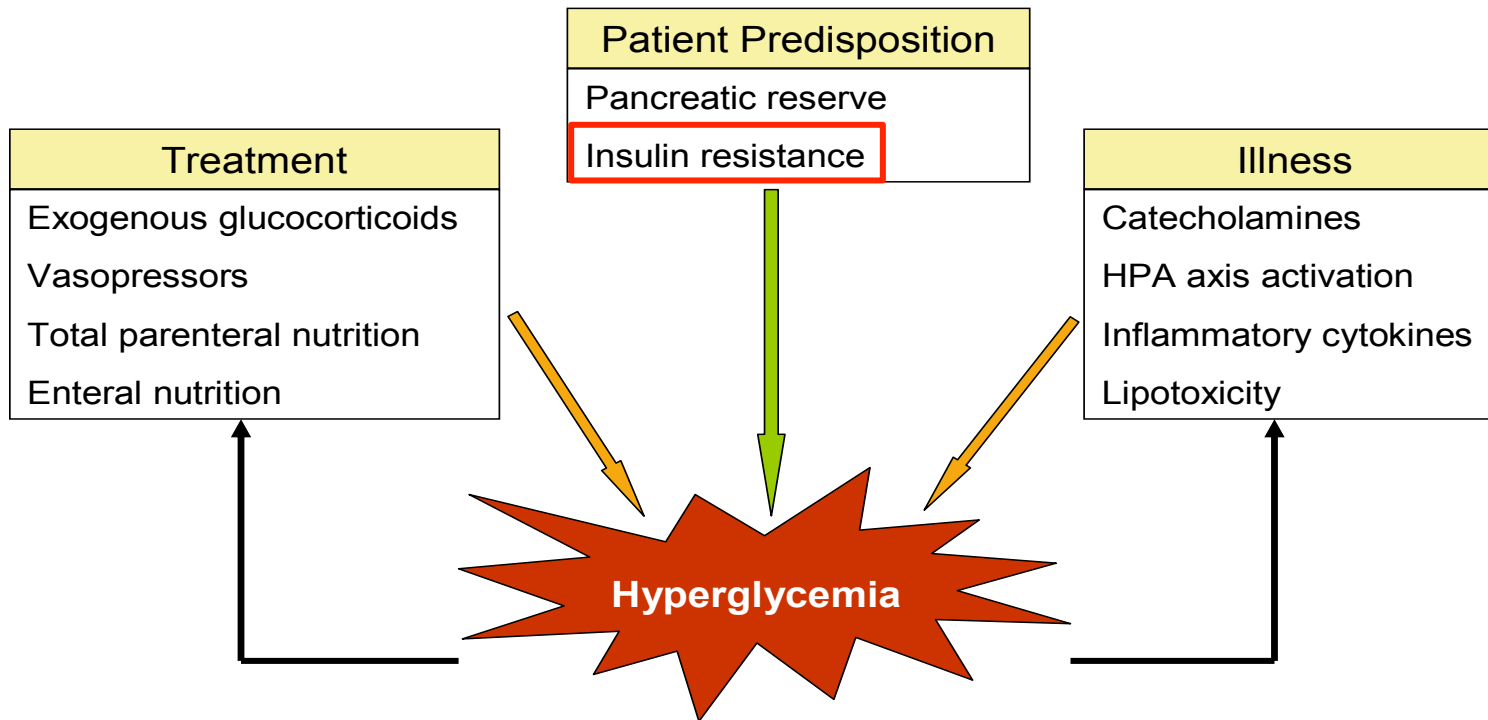 Patient Predisposition
Pancreatic reserve
Insulin resistance
Treatment
Exogenous glucocorticoids
Vasopressors
Total parenteral nutrition
Enteral nutrition
Illness
Catecholamines
HPA axis activation
Inflammatory cytokines
Lipotoxicity
Hyperglycemia